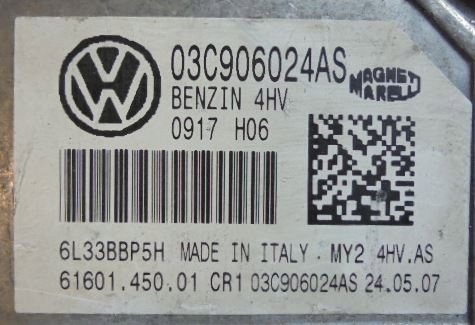 03C906024AS
MAGNETI
MARELLI
BENZIN 4HV
0917 H06
6L33BBP5H MADE IN ITALY · MY2 4HV.AS
61601.450.01 CR1 03C906024AS 24.05.07